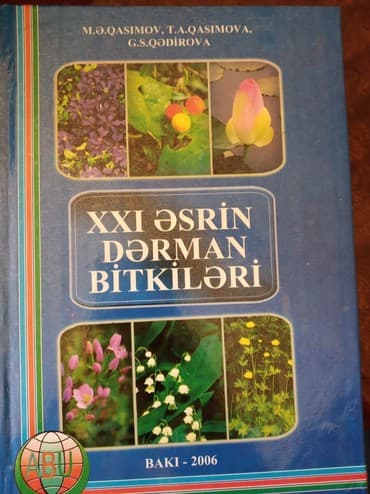 M.Ə.QASIMOV, T.A.QASIMOVA,
G.S.QƏDİROVA
XXI ƏSRİN
DƏRMAN
BİTKİLƏRİ
ABU
BAKI - 2006